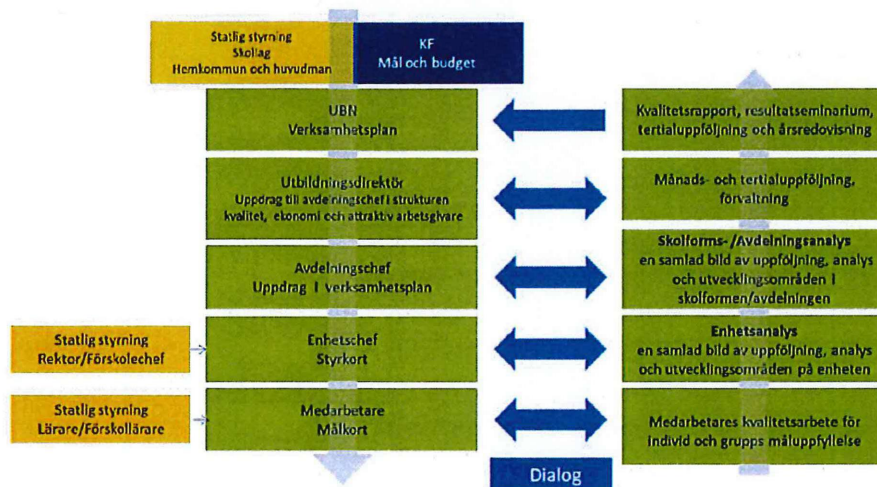 Statlig styrning
Skollag
Hemkommun och huvudman
KF
Mål och budget
UBN
Verksamhetsplan
Kvalitetsrapport, resultatseminarium,
tertialuppföljning och årsredovisning
Utbildningsdirektör
Uppdrag till avdelningschef i strukturen
kvalitet, ekonomi och attraktiv arbetsgivare
Månads- och tertialuppföljning,
förvaltning
Avdelningschef
Uppdrag i verksamhetsplan
Skolforms-/Avdelningsanalys
en samlad bild av uppföljning, analys
och utvecklingsområden i
skolformen/avdelningen
Statlig styrning
Rektor/Förskolechef
Enhetschef
Styrkort
Enhetsanalys
en samlad bild av uppföljning, analys
och utvecklingsområden på enheten
Statlig styrning
Lärare/Förskollärare
Medarbetare
Målkort
Medarbetares kvalitetsarbete för
individ och grupps måluppfyllelse
Dialog